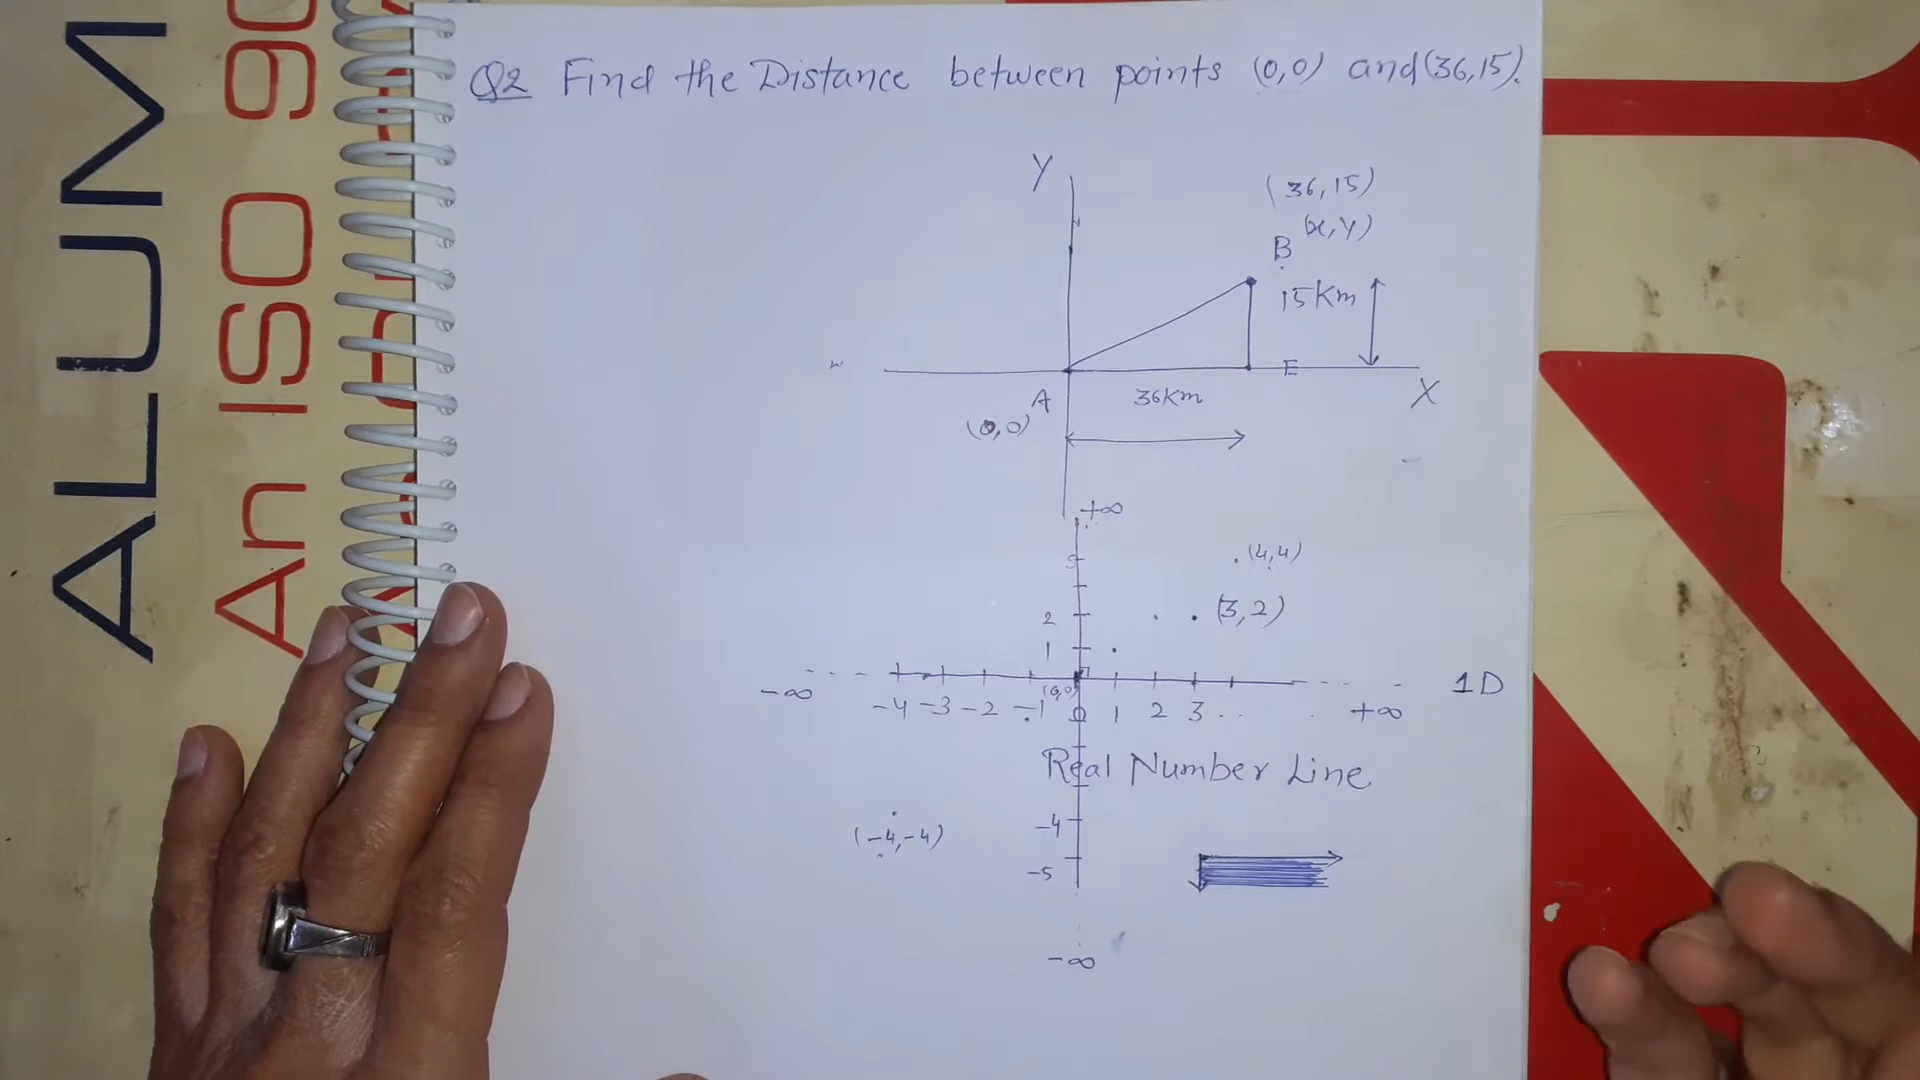 ALUM
An ISO 90
Q2 Find the Distance between points (0,0) and (36,15).
Y
(36,15)
(x,y)
B
15Km
W
E
X
A
36Km
(0,0)
+∞
5
.(4,4)
2
.(3,2)
1
-∞
-4 -3 -2 -1 0 1 2 3 ..
(0,0)
+∞
1D
Real Number Line
-4
(-4,-4)
-5
-∞